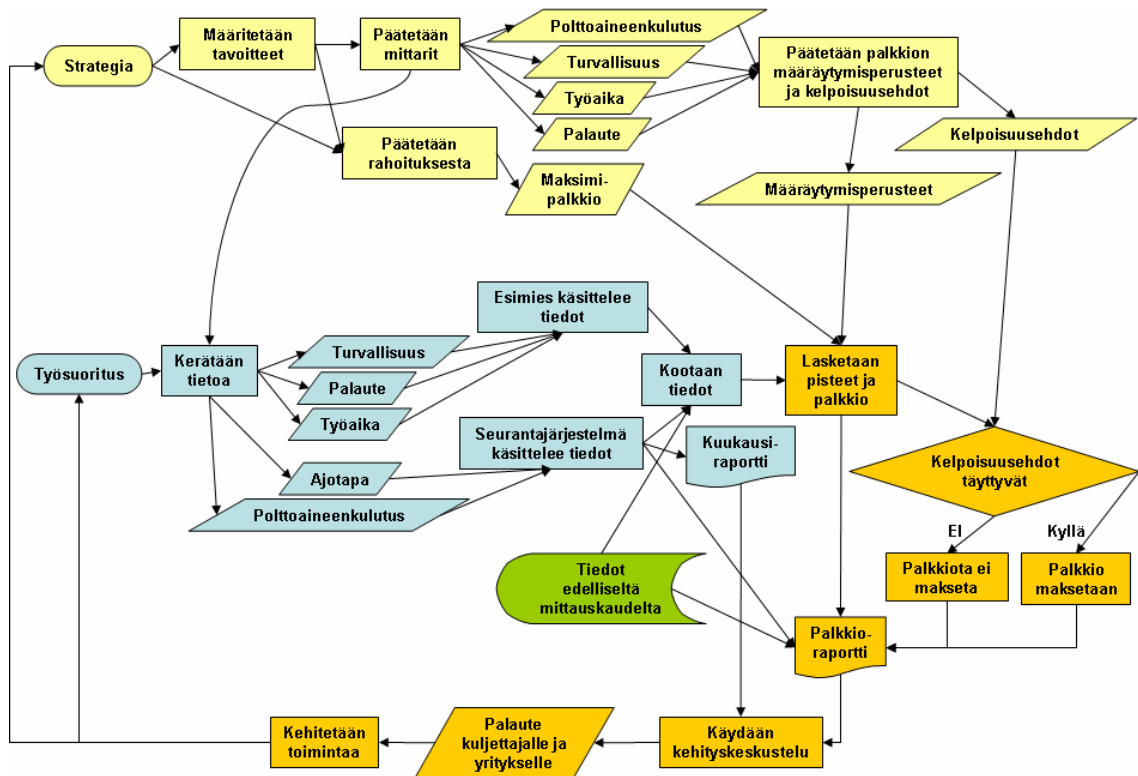 Strategia
Määritetään
tavoitteet
Päätetään
mittarit
Polttoaineenkulutus
Turvallisuus
Työaika
Palaute
Päätetään palkkion
määräytymisperusteet
ja kelpoisuusehdot
Kelpoisuusehdot
Päätetään
rahoituksesta
Maksimi-
palkkio
Määräytymisperusteet
Työsuoritus
Kerätään
tietoa
Turvallisuus
Palaute
Työaika
Ajotapa
Polttoaineenkulutus
Esimies käsittelee
tiedot
Seurantajärjestelmä
käsittelee tiedot
Kootaan
tiedot
Kuukausi-
raportti
Lasketaan
pisteet ja
palkkio
Kelpoisuusehdot
täyttyvät
EI
Kyllä
Palkkiota ei
makseta
Palkkio
maksetaan
Tiedot
edelliseltä
mittauskaudelta
Palkkio-
raportti
Kehitetään
toimintaa
Palaute
kuljettajalle ja
yritykselle
Käydään
kehityskeskustelu